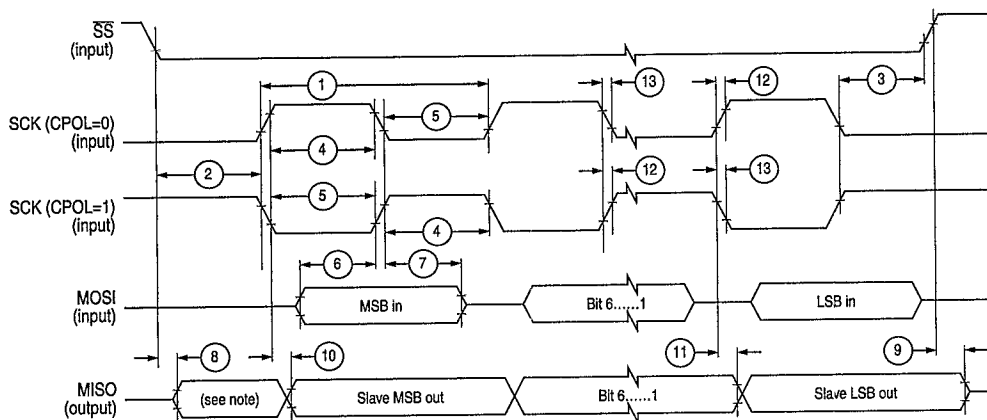 SS
(input)
1
13
12
3
SCK (CPOL=0)
(input)
5
4
2
12
13
SCK (CPOL=1)
(input)
5
4
6
7
MOSI
(input)
MSB in
Bit 6......1
LSB in
8
10
11
9
MISO
(output)
(see note)
Slave MSB out
Bit 6......1
Slave LSB out